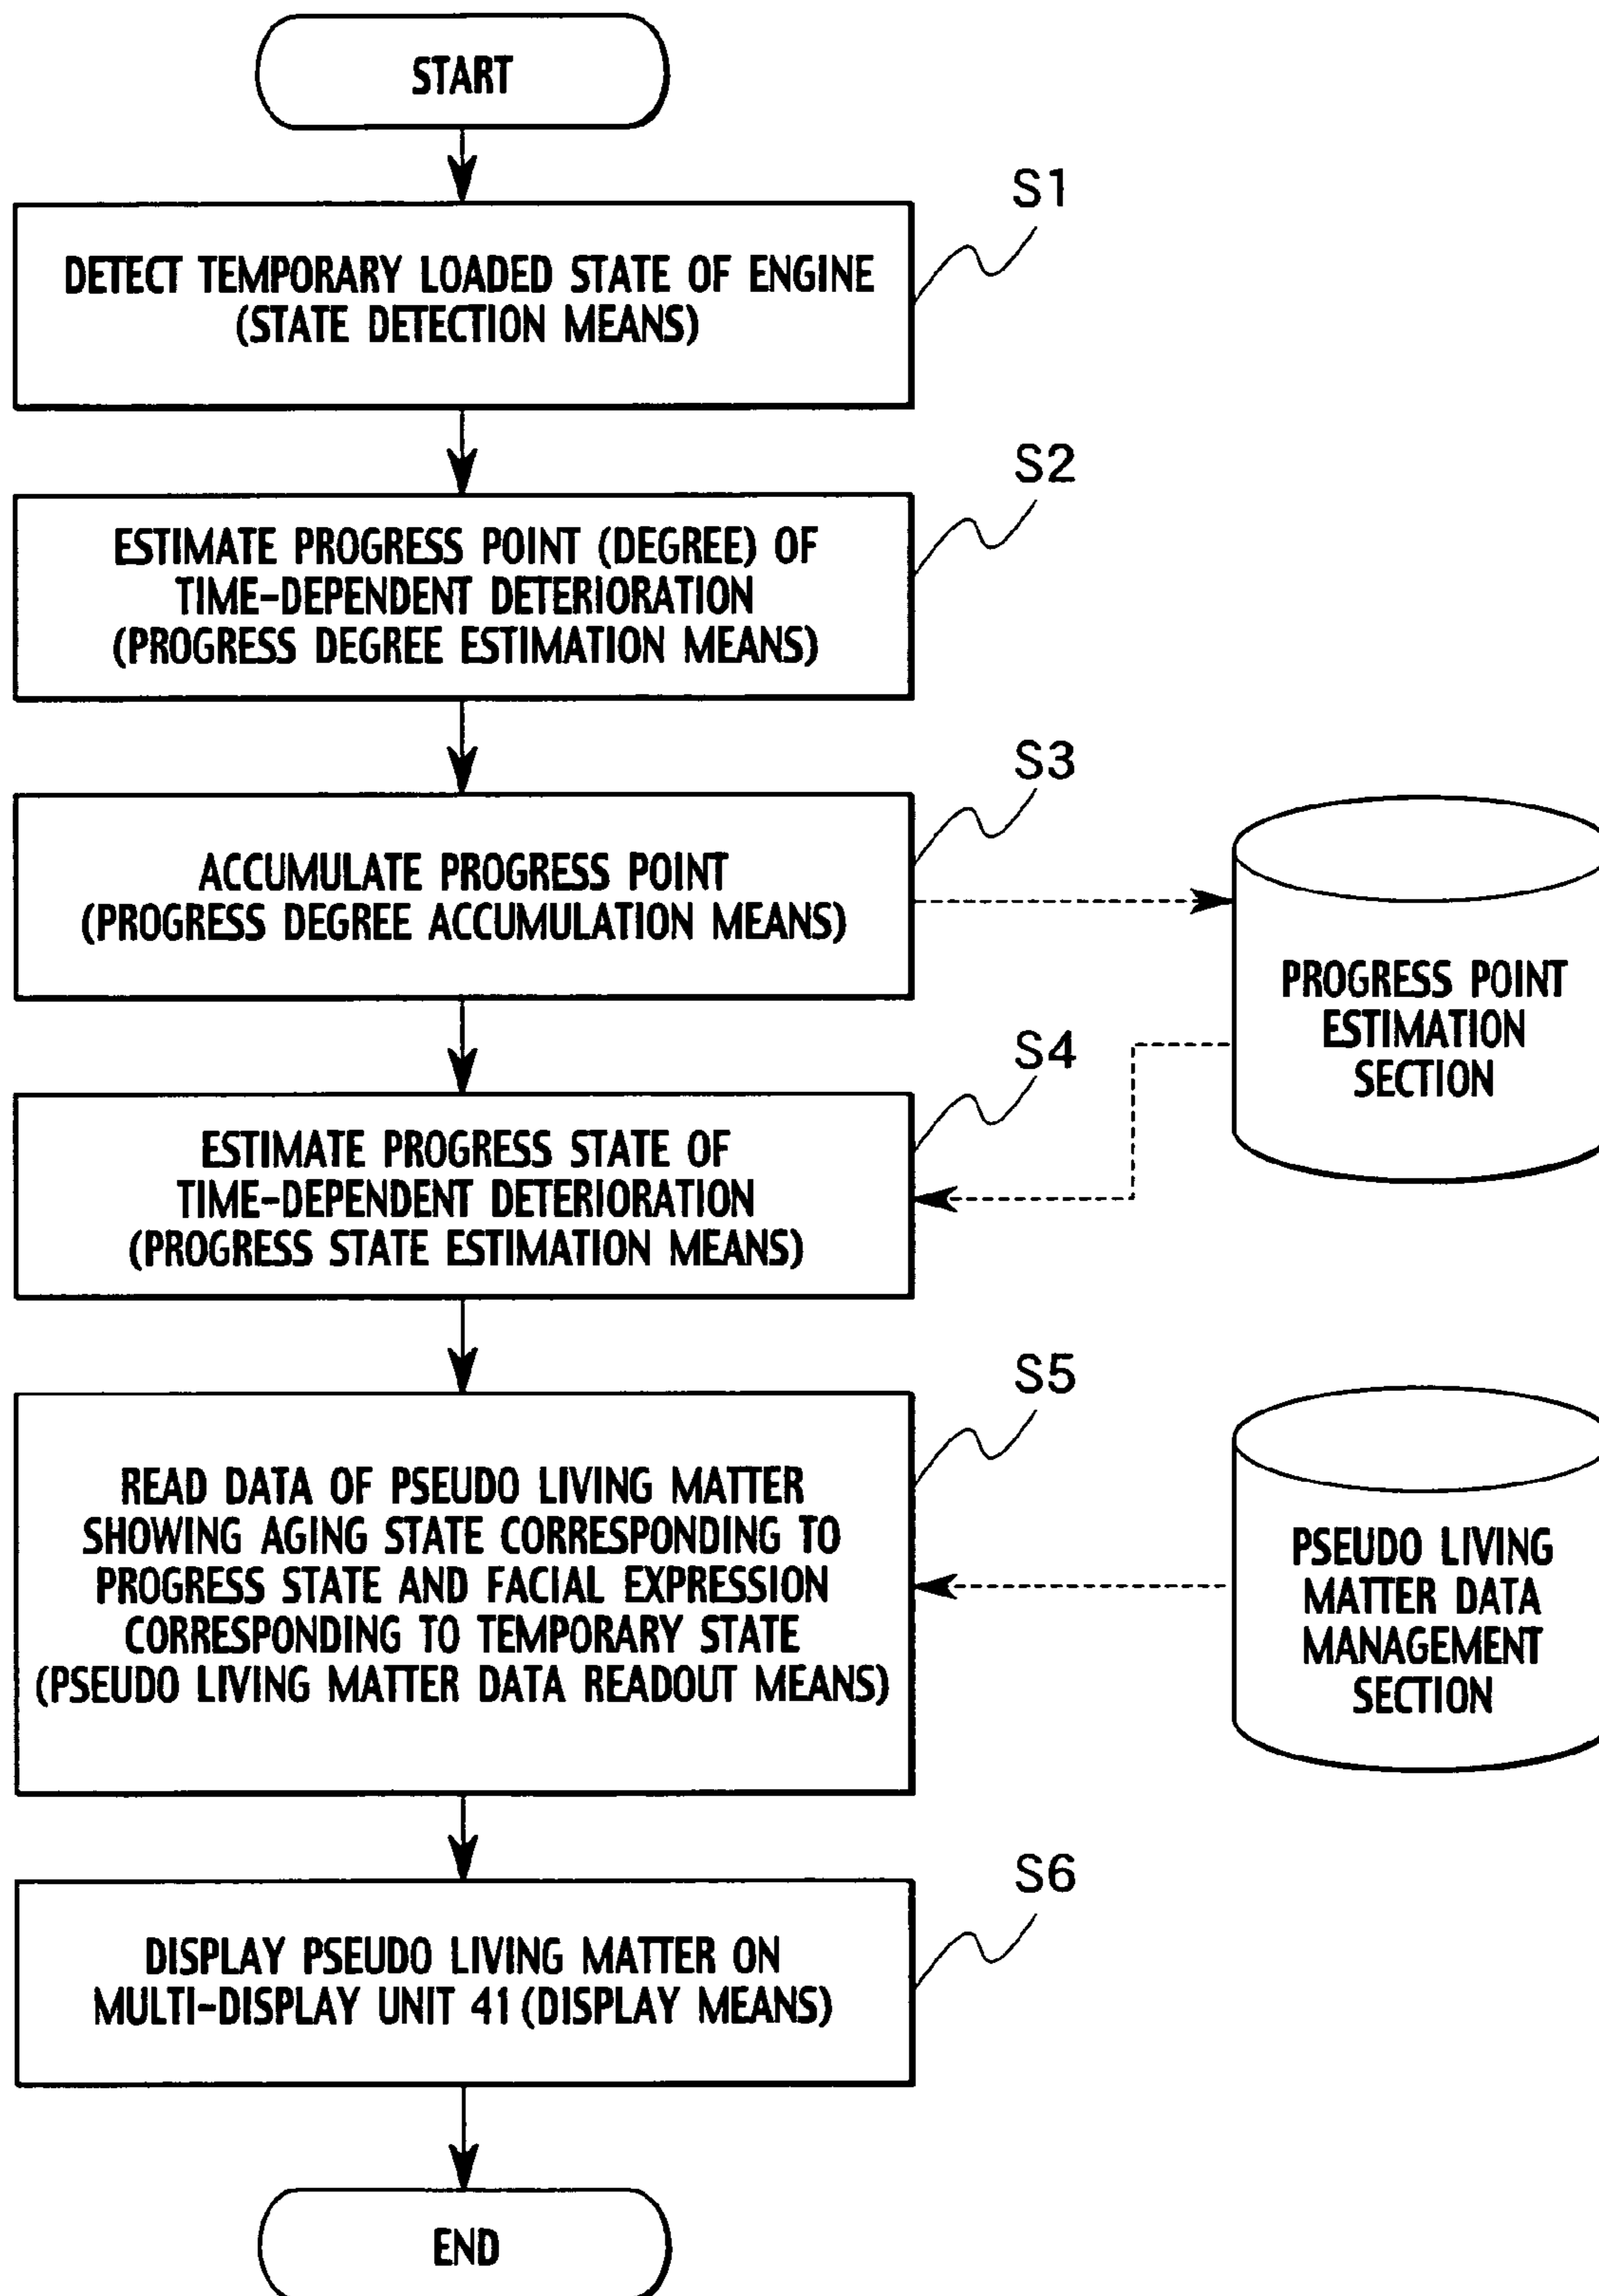 START
S1
DETECT TEMPORARY LOADED STATE OF ENGINE
(STATE DETECTION MEANS)
S2
ESTIMATE PROGRESS POINT (DEGREE) OF
TIME-DEPENDENT DETERIORATION
(PROGRESS DEGREE ESTIMATION MEANS)
S3
ACCUMULATE PROGRESS POINT
(PROGRESS DEGREE ACCUMULATION MEANS)
PROGRESS POINT
ESTIMATION
SECTION
S4
ESTIMATE PROGRESS STATE OF
TIME-DEPENDENT DETERIORATION
(PROGRESS STATE ESTIMATION MEANS)
S5
READ DATA OF PSEUDO LIVING MATTER
SHOWING AGING STATE CORRESPONDING TO
PROGRESS STATE AND FACIAL EXPRESSION
CORRESPONDING TO TEMPORARY STATE
(PSEUDO LIVING MATTER DATA READOUT MEANS)
PSEUDO LIVING
MATTER DATA
MANAGEMENT
SECTION
S6
DISPLAY PSEUDO LIVING MATTER ON
MULTI-DISPLAY UNIT 41 (DISPLAY MEANS)
END